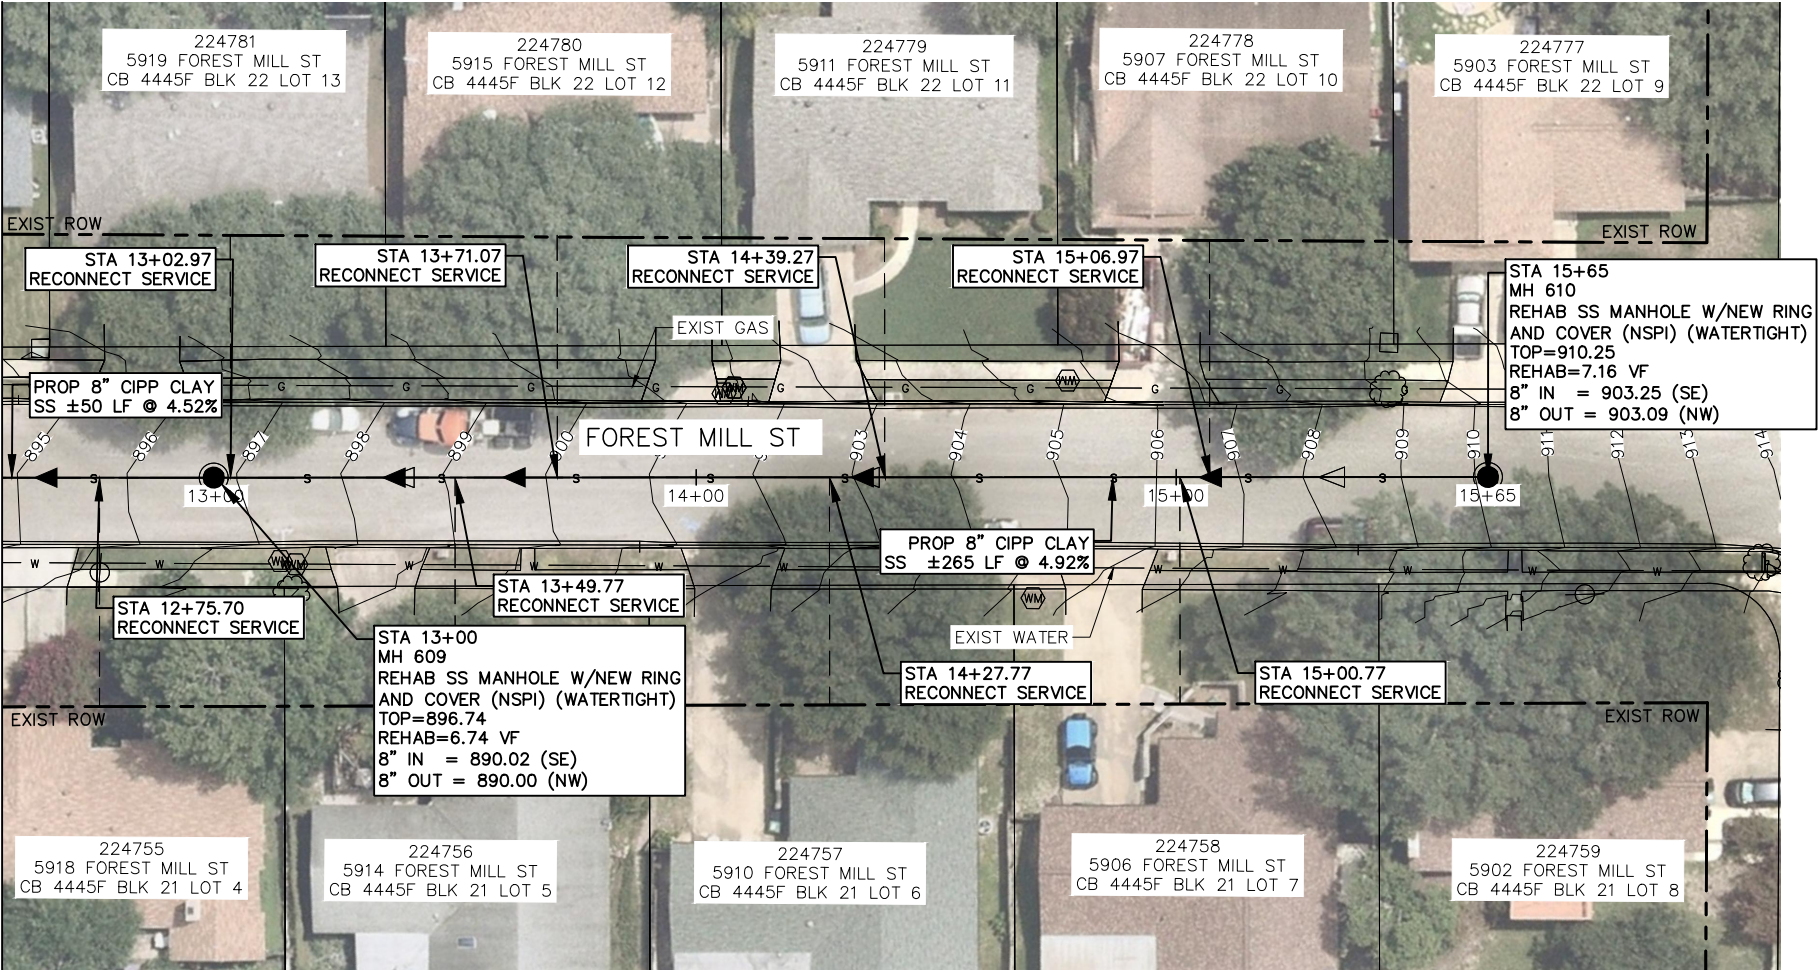 224781
5919 FOREST MILL ST
CB 4445F BLK 22 LOT 13
224780
5915 FOREST MILL ST
CB 4445F BLK 22 LOT 12
224779
5911 FOREST MILL ST
CB 4445F BLK 22 LOT 11
224778
5907 FOREST MILL ST
CB 4445F BLK 22 LOT 10
224777
5903 FOREST MILL ST
CB 4445F BLK 22 LOT 9
EXIST ROW
EXIST ROW
STA 13+02.97
RECONNECT SERVICE
STA 13+71.07
RECONNECT SERVICE
STA 14+39.27
RECONNECT SERVICE
STA 15+06.97
RECONNECT SERVICE
STA 15+65
MH 610
REHAB SS MANHOLE W/NEW RING
AND COVER (NSPI) (WATERTIGHT)
TOP=910.25
REHAB=7.16 VF
8" IN = 903.25 (SE)
8" OUT = 903.09 (NW)
EXIST GAS
PROP 8" CIPP CLAY
SS ±50 LF @ 4.52%
G G G G G G G G
WM WM
FOREST MILL ST
895 896 897 898 899 903 904 905 906 907 908 909 910 911 912 913 914
S S S S S S S S S S
13+00
14+00
15+00
15+65
PROP 8" CIPP CLAY
SS ±265 LF @ 4.92%
W W W W W W W W W W W
WM WM
WM
STA 12+75.70
RECONNECT SERVICE
STA 13+49.77
RECONNECT SERVICE
EXIST WATER
STA 13+00
MH 609
REHAB SS MANHOLE W/NEW RING
AND COVER (NSPI) (WATERTIGHT)
TOP=896.74
REHAB=6.74 VF
8" IN = 890.02 (SE)
8" OUT = 890.00 (NW)
STA 14+27.77
RECONNECT SERVICE
STA 15+00.77
RECONNECT SERVICE
EXIST ROW
EXIST ROW
224755
5918 FOREST MILL ST
CB 4445F BLK 21 LOT 4
224756
5914 FOREST MILL ST
CB 4445F BLK 21 LOT 5
224757
5910 FOREST MILL ST
CB 4445F BLK 21 LOT 6
224758
5906 FOREST MILL ST
CB 4445F BLK 21 LOT 7
224759
5902 FOREST MILL ST
CB 4445F BLK 21 LOT 8